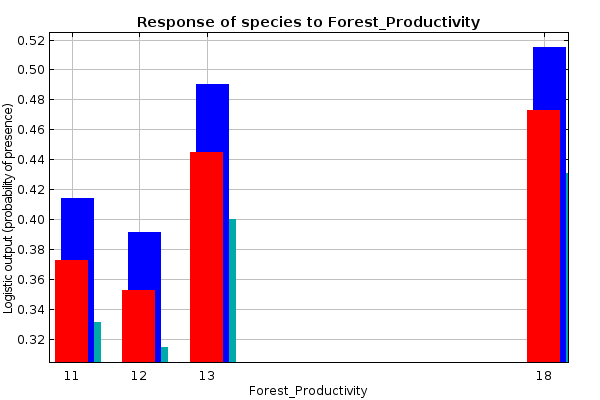 Response of species to Forest_Productivity
Logistic output (probability of presence)
0.52
0.50
0.48
0.46
0.44
0.42
0.40
0.38
0.36
0.34
0.32
11 12 13 18
Forest_Productivity